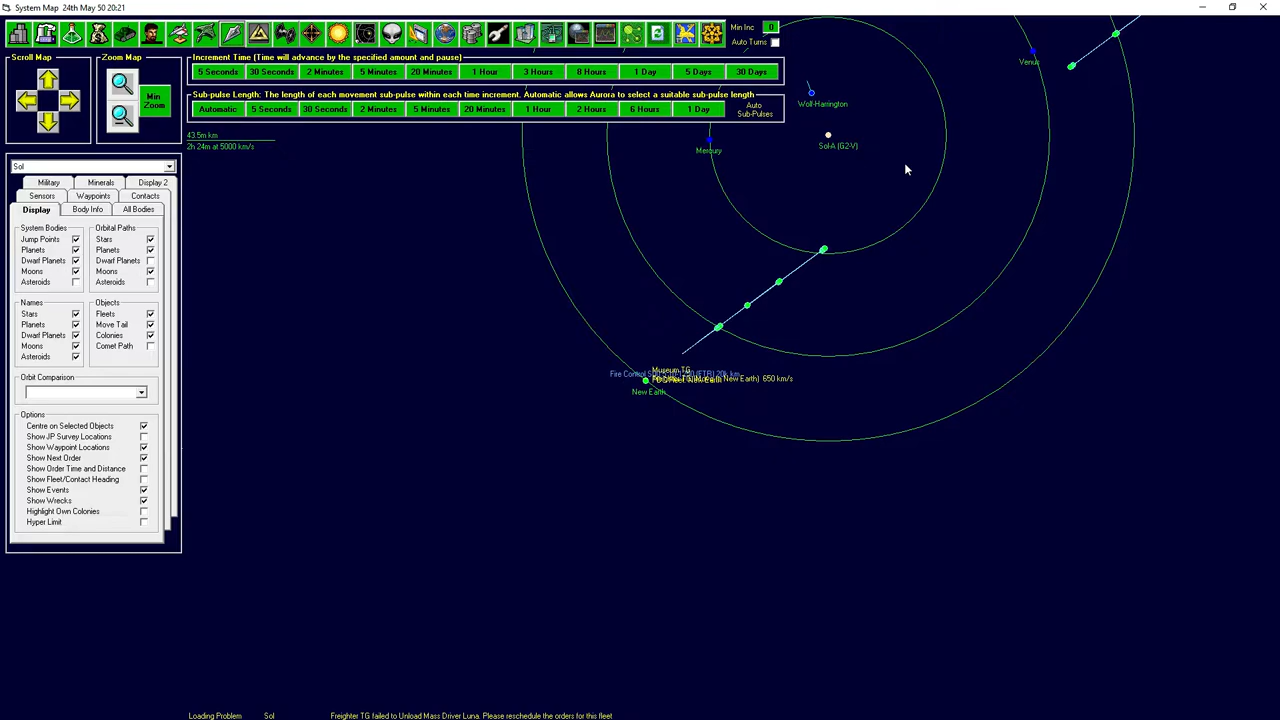 System Map 24th May 50 20:21
Min Inc 0
Auto Turns
Scroll Map
Zoom Map
Min Zoom
Increment Time (Time will advance by the specified amount and pause)
5 Seconds 30 Seconds 2 Minutes 5 Minutes 20 Minutes 1 Hour 3 Hours 8 Hours 1 Day 5 Days 30 Days
Sub-pulse Length: The length of each movement sub-pulse within each time increment. Automatic allows Aurora to select a suitable sub-pulse length
Automatic 5 Seconds 30 Seconds 2 Minutes 5 Minutes 20 Minutes 1 Hour 2 Hours 6 Hours 1 Day
Auto Sub-Pulses
43.5m km
2h 24m at 5000 km/s
Venus
Wolf-Harrington
Sol-A (G2-V)
Mercury
Sol
Military Minerals Display 2
Sensors Waypoints Contacts
Display Body Info All Bodies
System Bodies
Jump Points
Planets
Dwarf Planets
Moons
Asteroids
Orbital Paths
Stars
Planets
Dwarf Planets
Moons
Asteroids
Names
Stars
Planets
Dwarf Planets
Moons
Asteroids
Objects
Fleets
Move Tail
Colonies
Comet Path
Orbit Comparison
Options
Centre on Selected Objects
Show JP Survey Locations
Show Waypoint Locations
Show Next Order
Show Order Time and Distance
Show Fleet/Contact Heading
Show Events
Show Wrecks
Highlight Own Colonies
Hyper Limit
Museum TG
Fire Control
New Earth) 650 km/s
New Earth
Loading Problem Sol Freighter TG failed to Unload Mass Driver Luna. Please reschedule the orders for this fleet